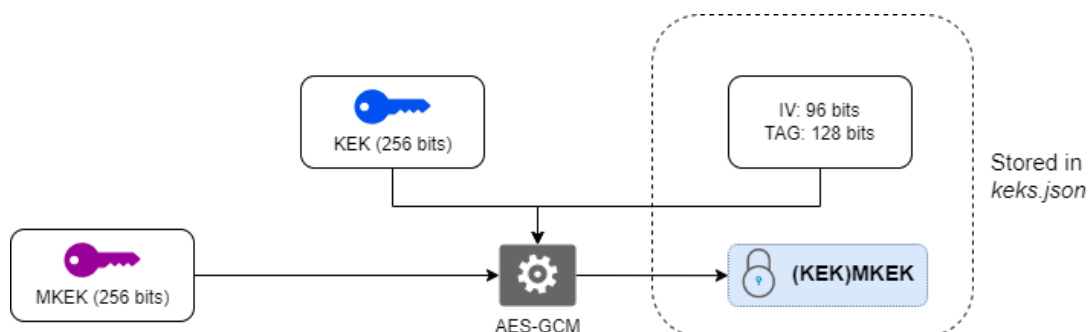 KEK (256 bits)
IV: 96 bits
TAG: 128 bits
Stored in
keks.json
MKEK (256 bits)
(KEK)MKEK
AES-GCM